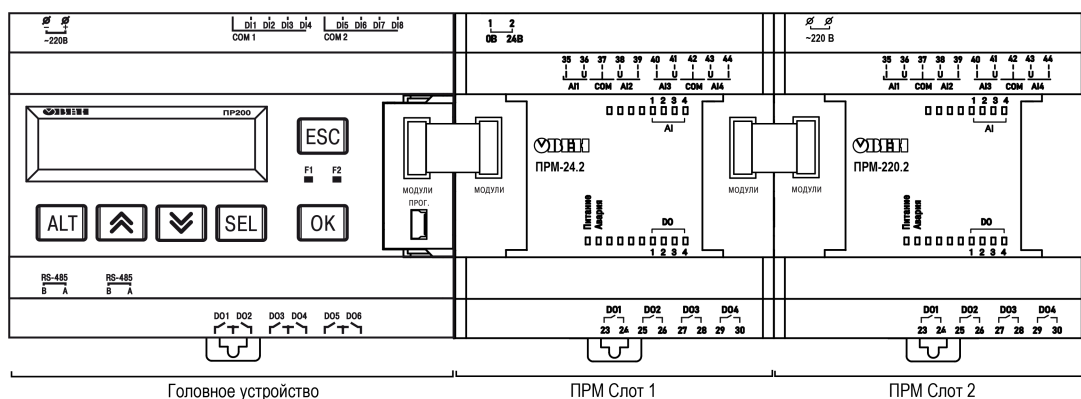 ~220В
DI1 DI2 DI3 DI4
COM 1
DI5 DI6 DI7 DI8
COM 2
1 2
0В 24В
~220 В
35 36 37 38 39 40 41 42 43 44
U U U U
AI1 COM AI2 AI3 COM AI4
35 36 37 38 39 40 41 42 43 44
U U U U
AI1 COM AI2 AI3 COM AI4
ОВЕН
ПР200
ESC
F1 F2
ALT
SEL
OK
МОДУЛИ
ПРОГ.
МОДУЛИ
1 2 3 4
AI
ОВЕН
ПРМ-24.2
Питание
Авария
DO
1 2 3 4
МОДУЛИ
МОДУЛИ
1 2 3 4
AI
ОВЕН
ПРМ-220.2
Питание
Авария
DO
1 2 3 4
RS-485
B A
RS-485
B A
DO1 DO2 DO3 DO4 DO5 DO6
DO1 DO2 DO3 DO4
23 24 25 26 27 28 29 30
DO1 DO2 DO3 DO4
23 24 25 26 27 28 29 30
Головное устройство
ПРМ Слот 1
ПРМ Слот 2